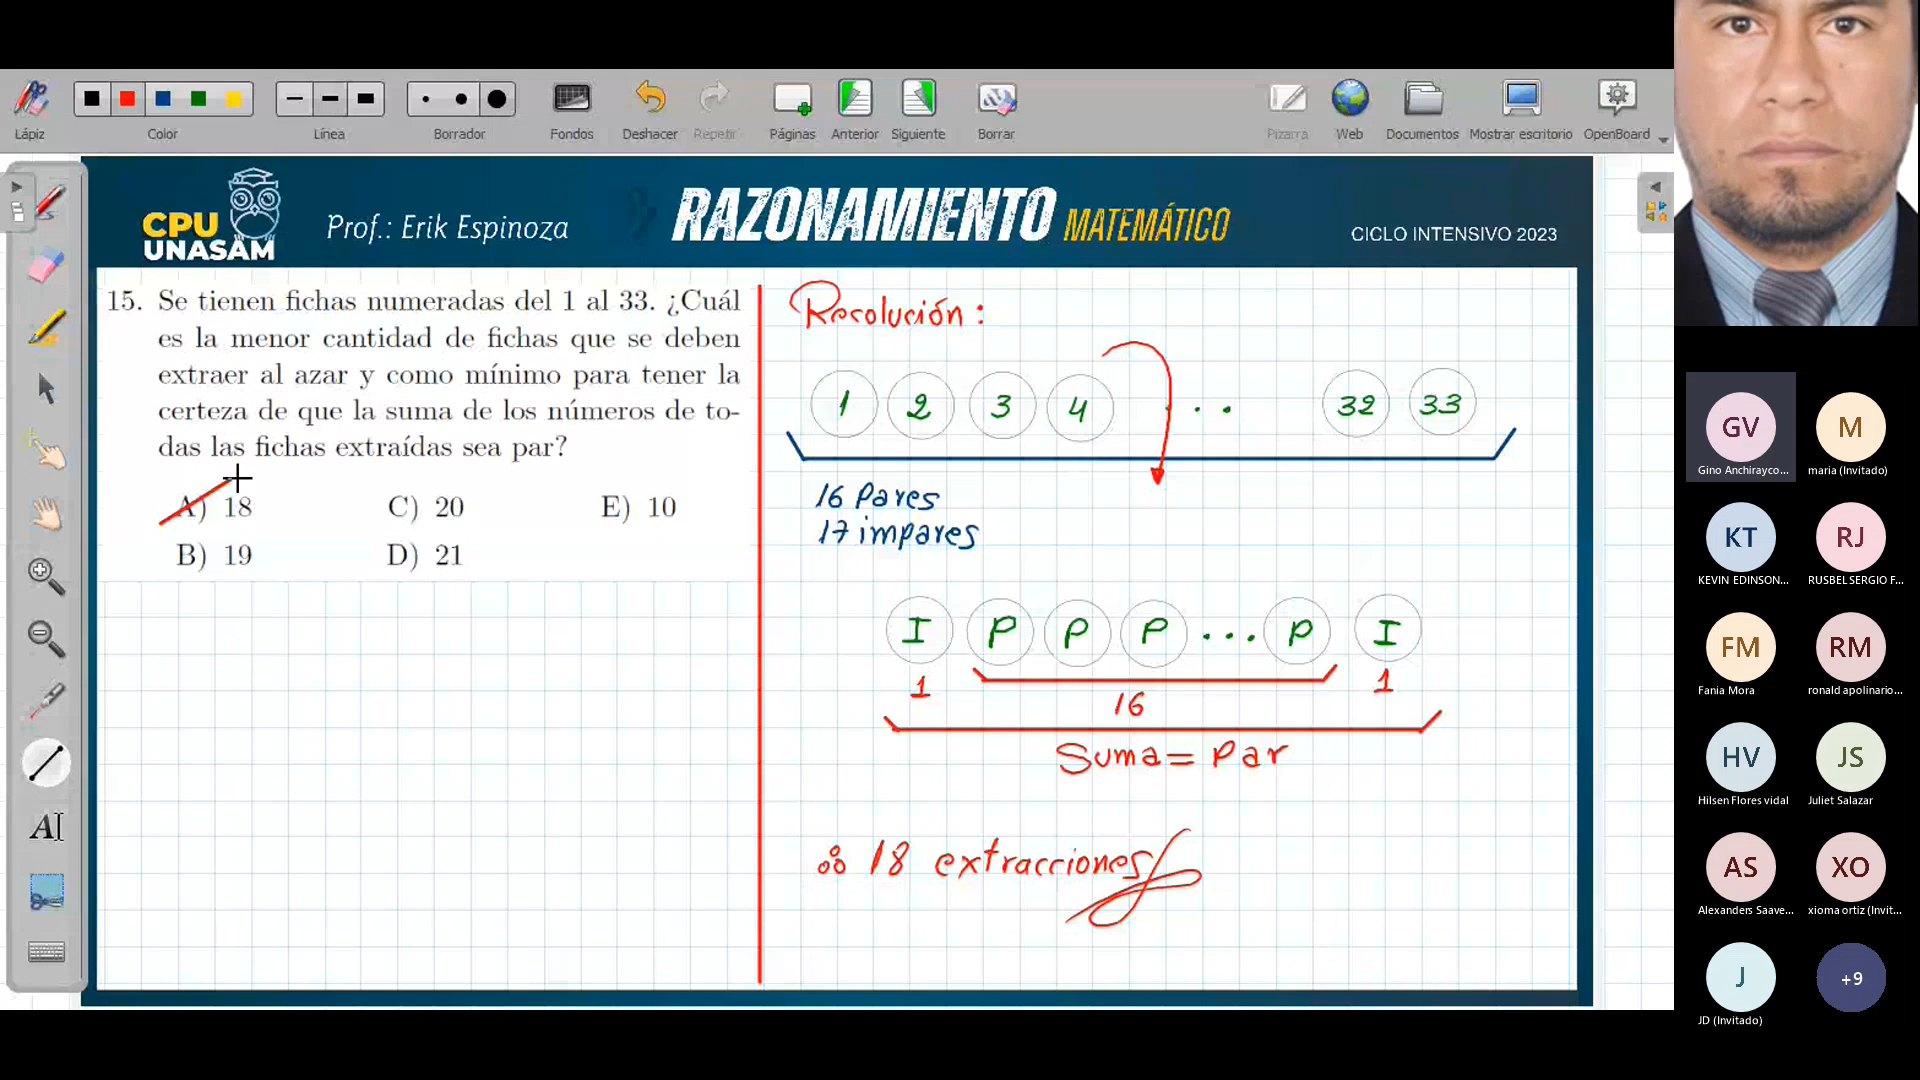 Lápiz
Color
Línea
Borrador
Fondos
Deshacer
Repetir
Páginas
Anterior
Siguiente
Borrar
Pizarra
Web
Documentos
Mostrar escritorio
OpenBoard
CPU
UNASAM
Prof.: Erik Espinoza
RAZONAMIENTO MATEMÁTICO
CICLO INTENSIVO 2023
15. Se tienen fichas numeradas del 1 al 33. ¿Cuál
es la menor cantidad de fichas que se deben
extraer al azar y como mínimo para tener la
certeza de que la suma de los números de to-
das las fichas extraídas sea par?
A) 18 C) 20 E) 10
B) 19 D) 21
Resolución:
1 2 3 4 ... 32 33
16 Pares
17 impares
I P P P ... P I
1 16 1
Suma = Par
∴ 18 extracciones
AI
GV
Gino Anchirayco...
M
maria (Invitado)
KT
KEVIN EDINSON...
RJ
RUSBEL SERGIO F...
FM
Fania Mora
RM
ronald apolinario...
HV
Hilsen Flores vidal
JS
Juliet Salazar
AS
Alexanders Saave...
XO
xioma ortiz (Invit...
J
JD (Invitado)
+9